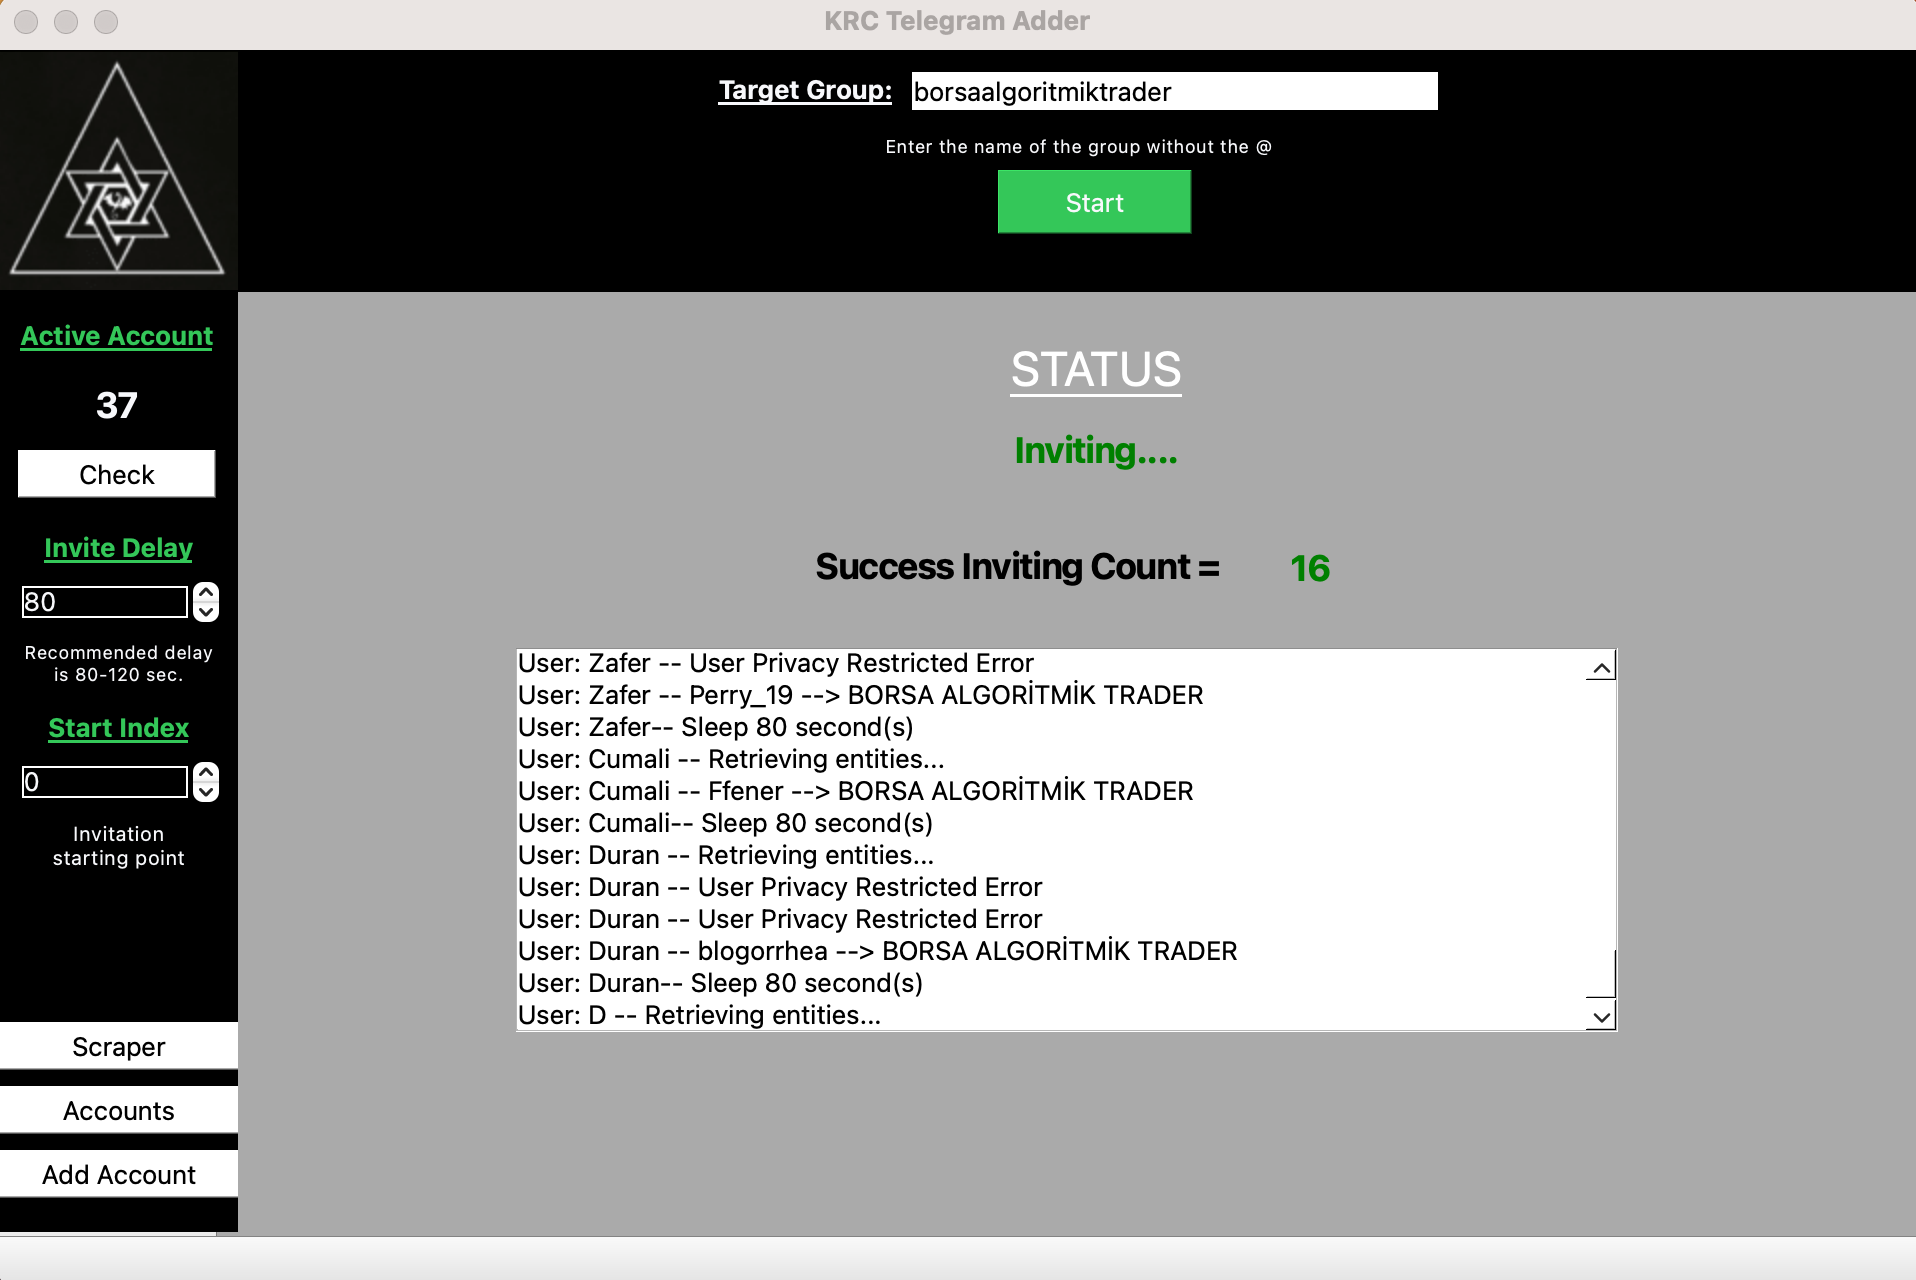 KRC Telegram Adder
Target Group: borsaalgoritmiktrader
Enter the name of the group without the @
Start
Active Account
37
Check
Invite Delay
80
Recommended delay
is 80-120 sec.
Start Index
0
Invitation
starting point
Scraper
Accounts
Add Account
STATUS
Inviting....
Success Inviting Count = 16
User: Zafer -- User Privacy Restricted Error
User: Zafer -- Perry_19 --> BORSA ALGORİTMİK TRADER
User: Zafer-- Sleep 80 second(s)
User: Cumali -- Retrieving entities...
User: Cumali -- Ffener --> BORSA ALGORİTMİK TRADER
User: Cumali-- Sleep 80 second(s)
User: Duran -- Retrieving entities...
User: Duran -- User Privacy Restricted Error
User: Duran -- User Privacy Restricted Error
User: Duran -- blogorrhea --> BORSA ALGORİTMİK TRADER
User: Duran-- Sleep 80 second(s)
User: D -- Retrieving entities...